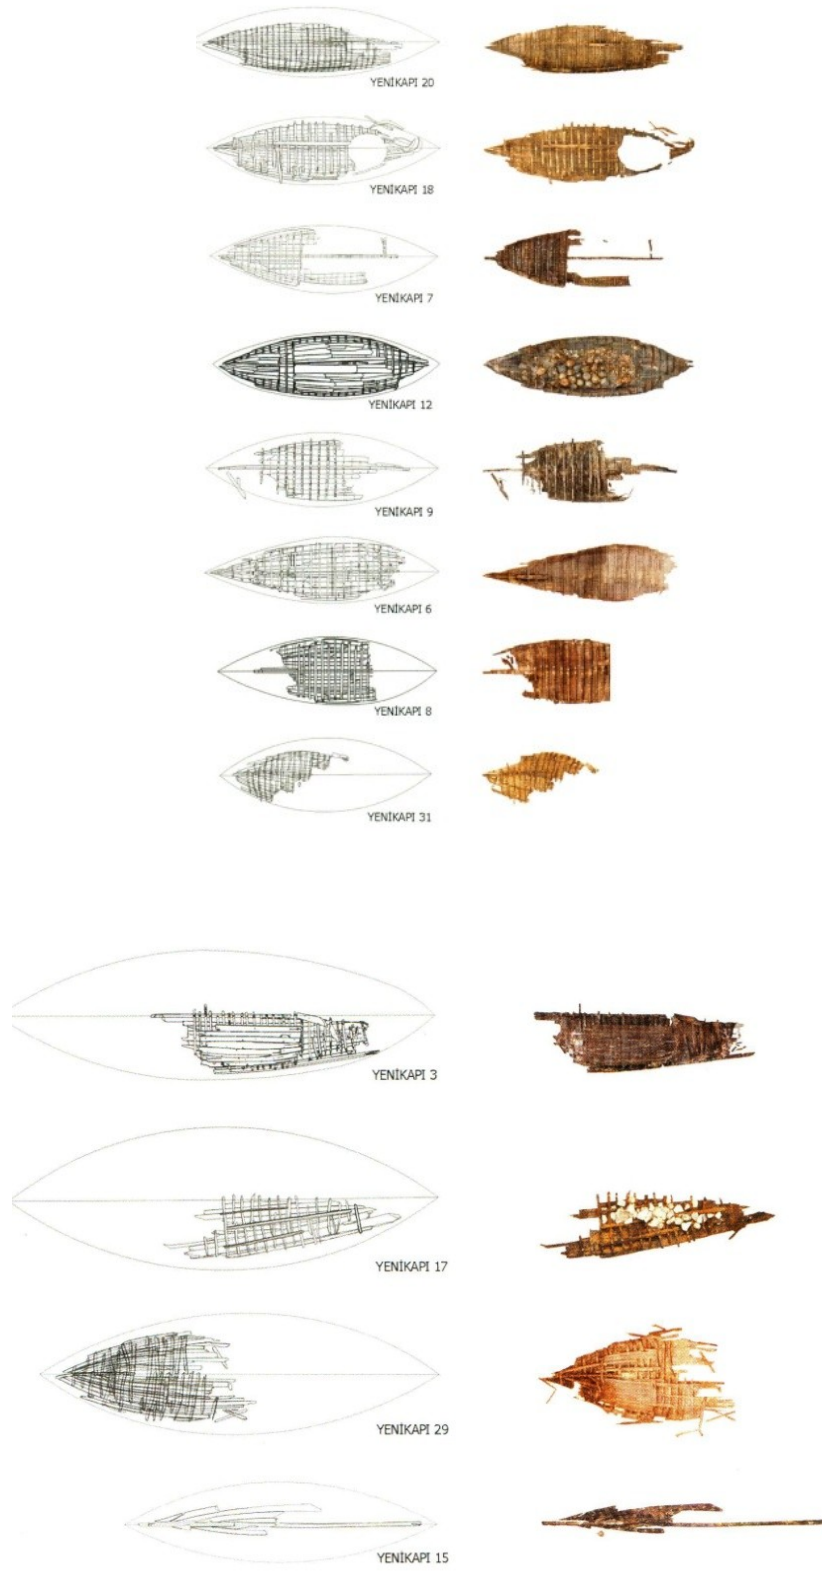 YENİKAPI 20
YENİKAPI 18
YENİKAPI 7
YENİKAPI 12
YENİKAPI 9
YENİKAPI 6
YENİKAPI 8
YENİKAPI 31
YENİKAPI 3
YENİKAPI 17
YENİKAPI 29
YENİKAPI 15